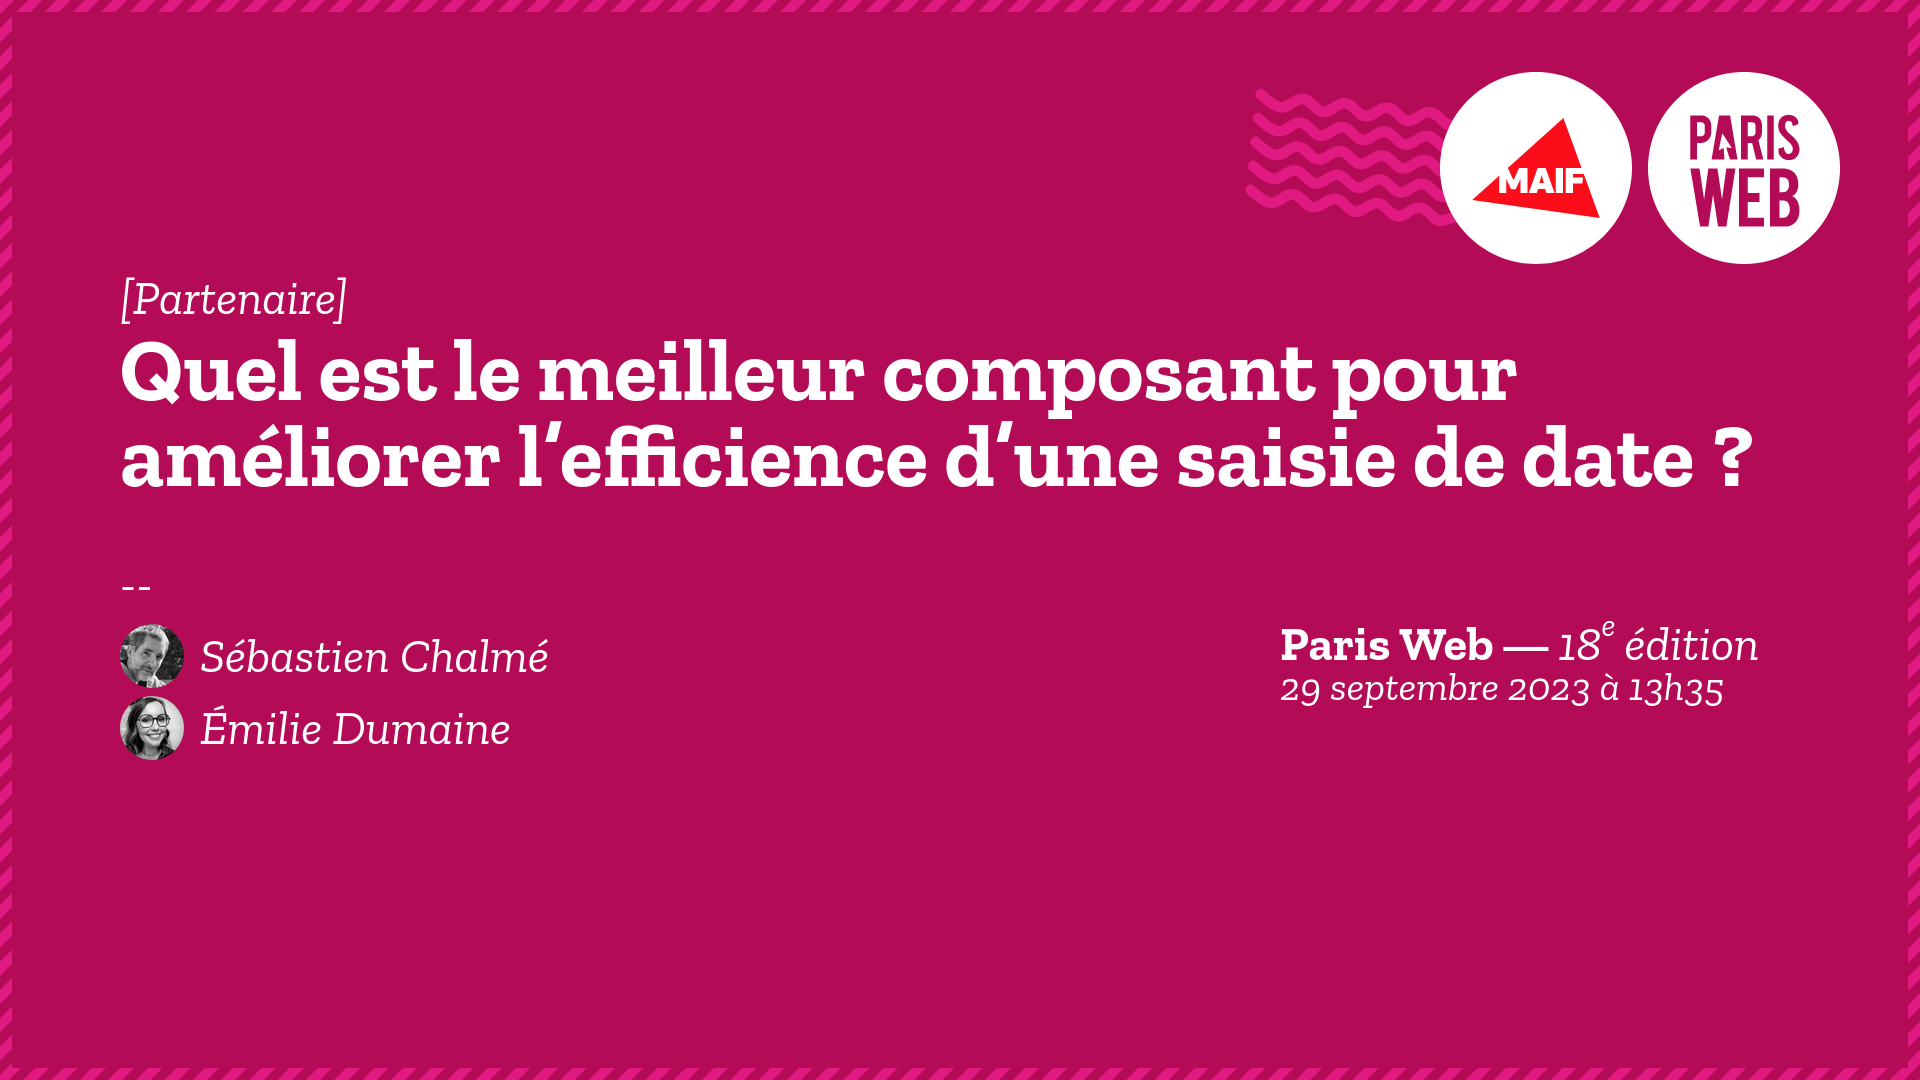 MAIF
PARIS
WEB
[Partenaire]
Quel est le meilleur composant pour
améliorer l’efficience d’une saisie de date ?
--
Sébastien Chalmé
Émilie Dumaine
Paris Web — 18e édition
29 septembre 2023 à 13h35